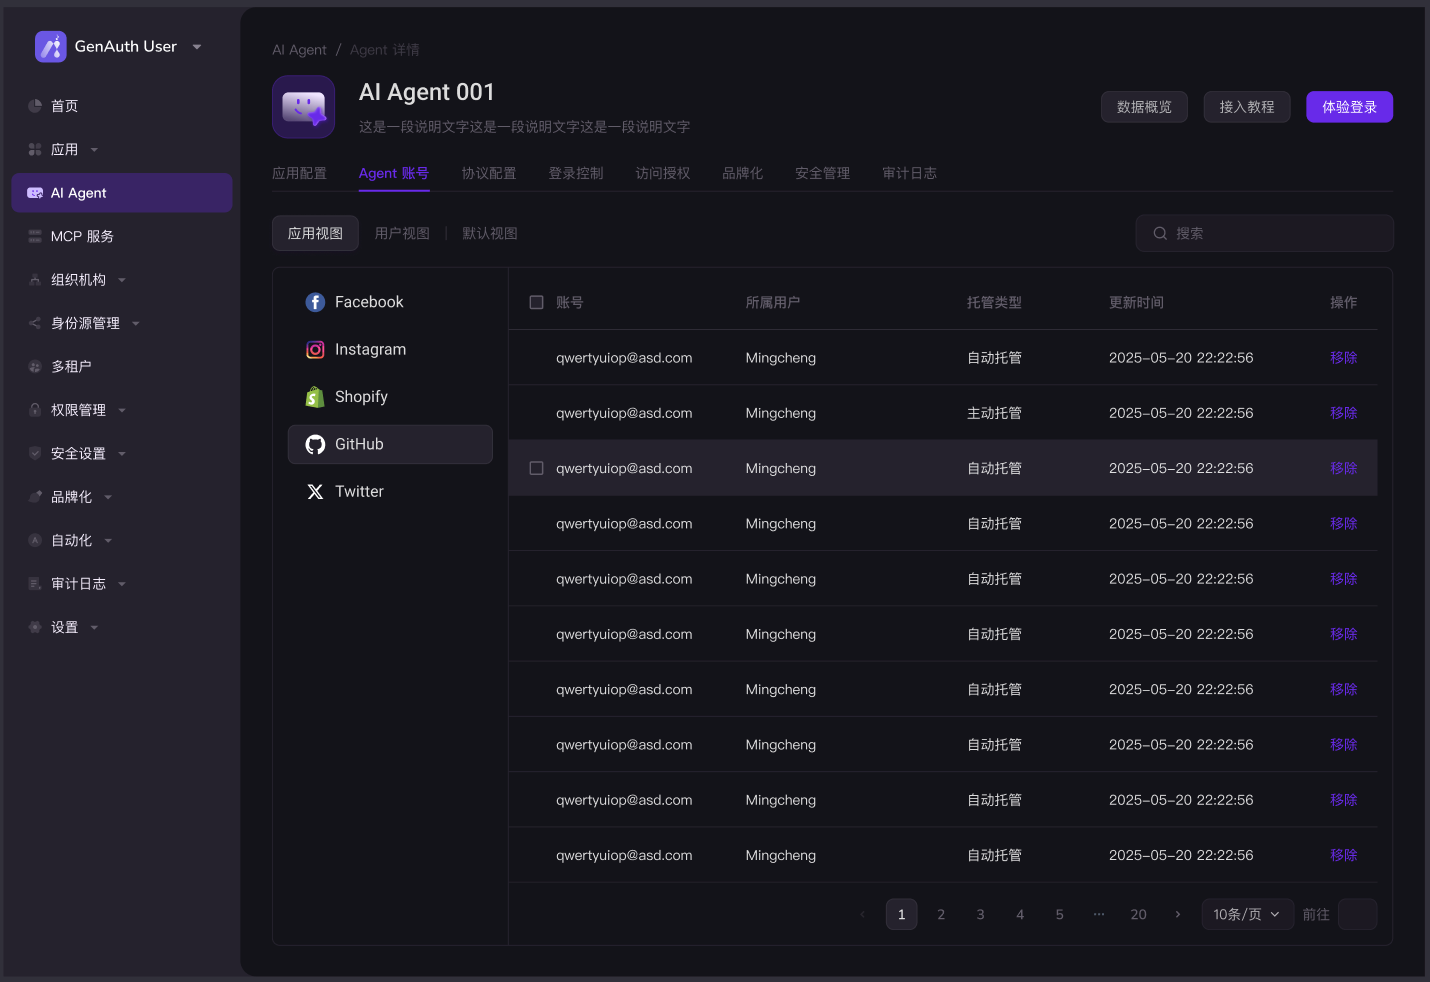 GenAuth User
首页
应用
AI Agent
MCP 服务
组织机构
身份源管理
多租户
权限管理
安全设置
品牌化
自动化
审计日志
设置
AI Agent / Agent 详情
AI Agent 001
这是一段说明文字这是一段说明文字这是一段说明文字
数据概览 接入教程 体验登录
应用配置 Agent 账号 协议配置 登录控制 访问授权 品牌化 安全管理 审计日志
应用视图 用户视图 | 默认视图 搜索
Facebook
Instagram
Shopify
GitHub
Twitter
账号 所属用户 托管类型 更新时间 操作
qwertyuiop@asd.com Mingcheng 自动托管 2025-05-20 22:22:56 移除
qwertyuiop@asd.com Mingcheng 主动托管 2025-05-20 22:22:56 移除
qwertyuiop@asd.com Mingcheng 自动托管 2025-05-20 22:22:56 移除
qwertyuiop@asd.com Mingcheng 自动托管 2025-05-20 22:22:56 移除
qwertyuiop@asd.com Mingcheng 自动托管 2025-05-20 22:22:56 移除
qwertyuiop@asd.com Mingcheng 自动托管 2025-05-20 22:22:56 移除
qwertyuiop@asd.com Mingcheng 自动托管 2025-05-20 22:22:56 移除
qwertyuiop@asd.com Mingcheng 自动托管 2025-05-20 22:22:56 移除
qwertyuiop@asd.com Mingcheng 自动托管 2025-05-20 22:22:56 移除
qwertyuiop@asd.com Mingcheng 自动托管 2025-05-20 22:22:56 移除
‹ 1 2 3 4 5 ··· 20 › 10条/页 前往